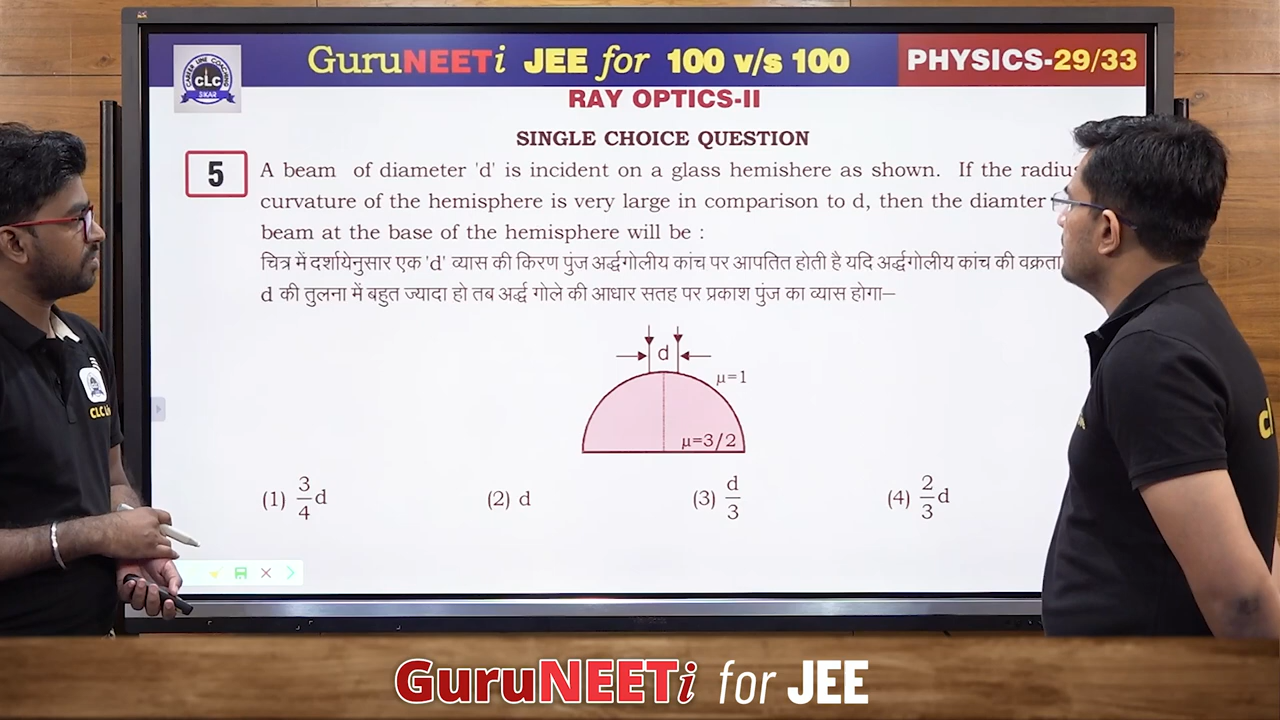 GuruNEETi JEE for 100 v/s 100
PHYSICS-29/33
CLC
SIKAR
RAY OPTICS-II
SINGLE CHOICE QUESTION
5
A beam of diameter 'd' is incident on a glass hemishere as shown. If the
curvature of the hemisphere is very large in comparison to d, then the diamter
beam at the base of the hemisphere will be :
चित्र में दर्शायेनुसार एक 'd' व्यास की किरण पुंज अर्द्धगोलीय कांच पर आपतित होती है यदि अर्द्धगोलीय कांच की वक्रता
d की तुलना में बहुत ज्यादा हो तब अर्द्ध गोले की आधार सतह पर प्रकाश पुंज का व्यास होगा–
d
μ=1
μ=3/2
(1) 3/4 d (2) d (3) d/3 (4) 2/3 d
GuruNEETi for JEE